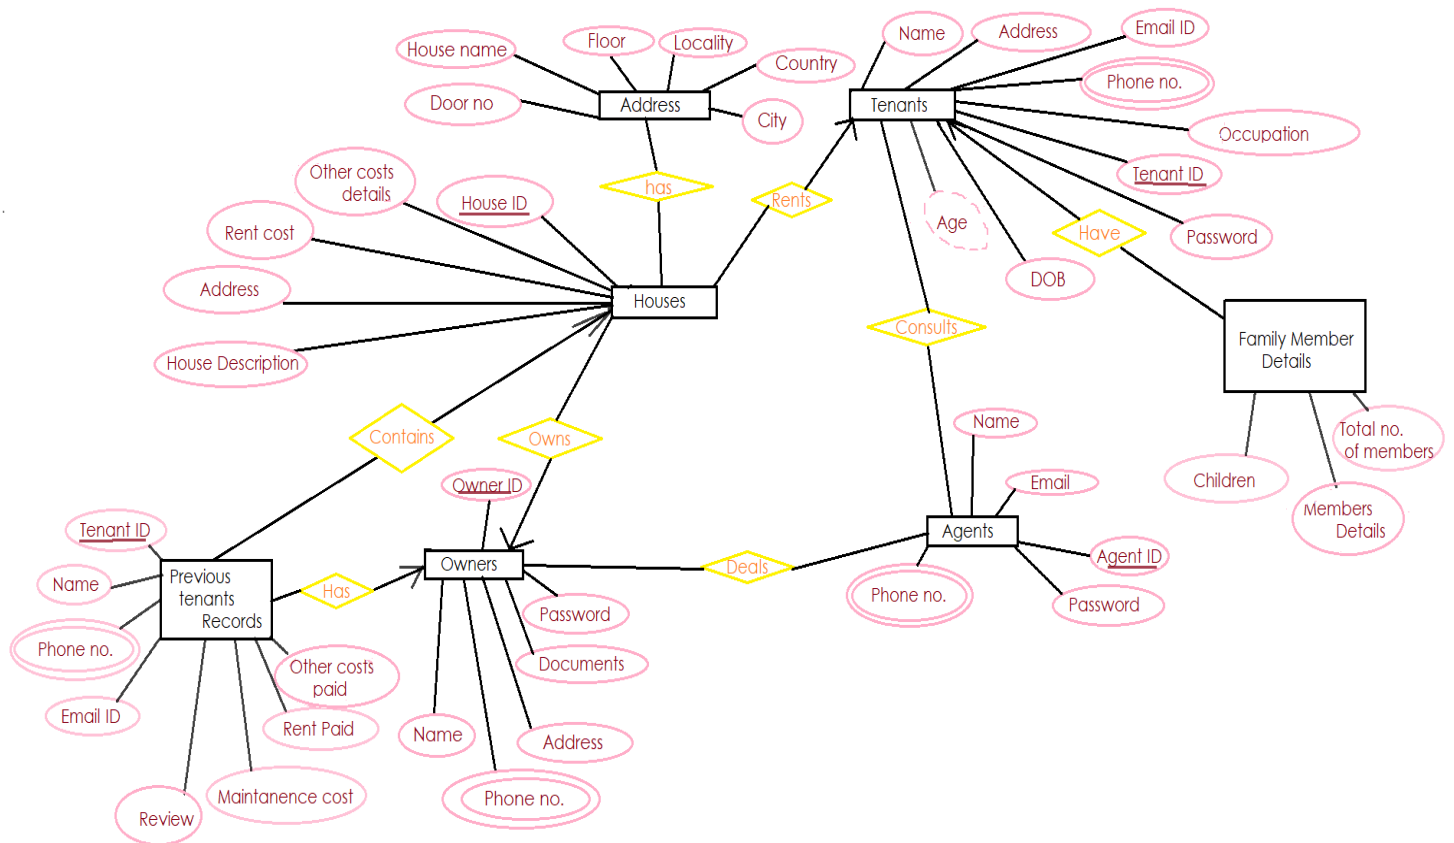 Name
Address
Email ID
House name
Floor
Locality
Country
Phone no.
Door no
Address
City
Tenants
Occupation
Other costs
details
House ID
has
Rents
Tenant ID
Rent cost
Age
Have
Password
Address
Houses
DOB
House Description
Consults
Family Member
Details
Contains
Owns
Name
Total no.
of members
Owner ID
Email
Children
Members
Details
Tenant ID
Agents
Agent ID
Previous
tenants
Records
Owners
Deals
Name
Has
Phone no.
Password
Password
Phone no.
Other costs
paid
Documents
Email ID
Rent Paid
Name
Address
Maintanence cost
Phone no.
Review